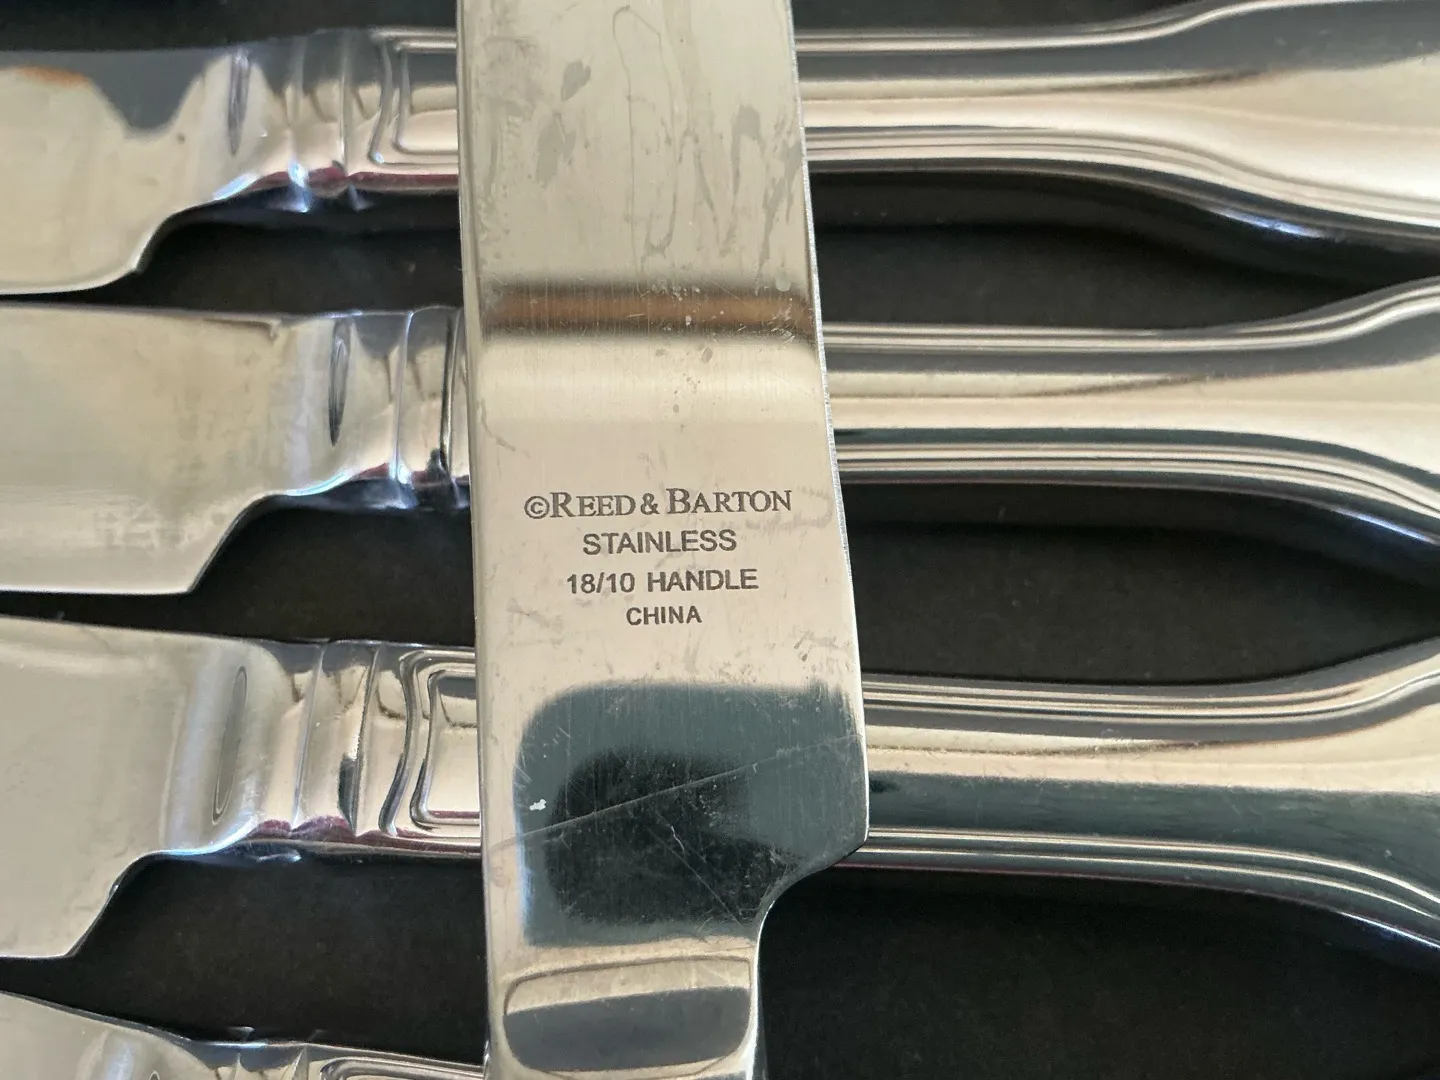 ©REED & BARTON
STAINLESS
18/10 HANDLE
CHINA